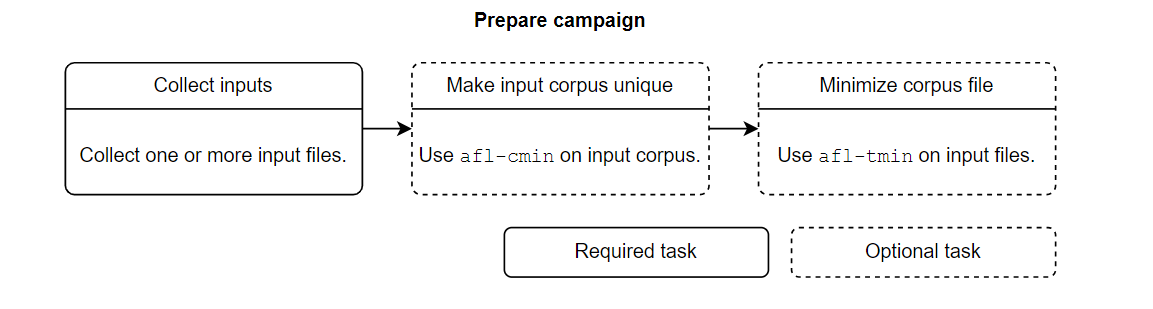 Prepare campaign
Collect inputs
Collect one or more input files.
Make input corpus unique
Use afl-cmin on input corpus.
Minimize corpus file
Use afl-tmin on input files.
Required task
Optional task